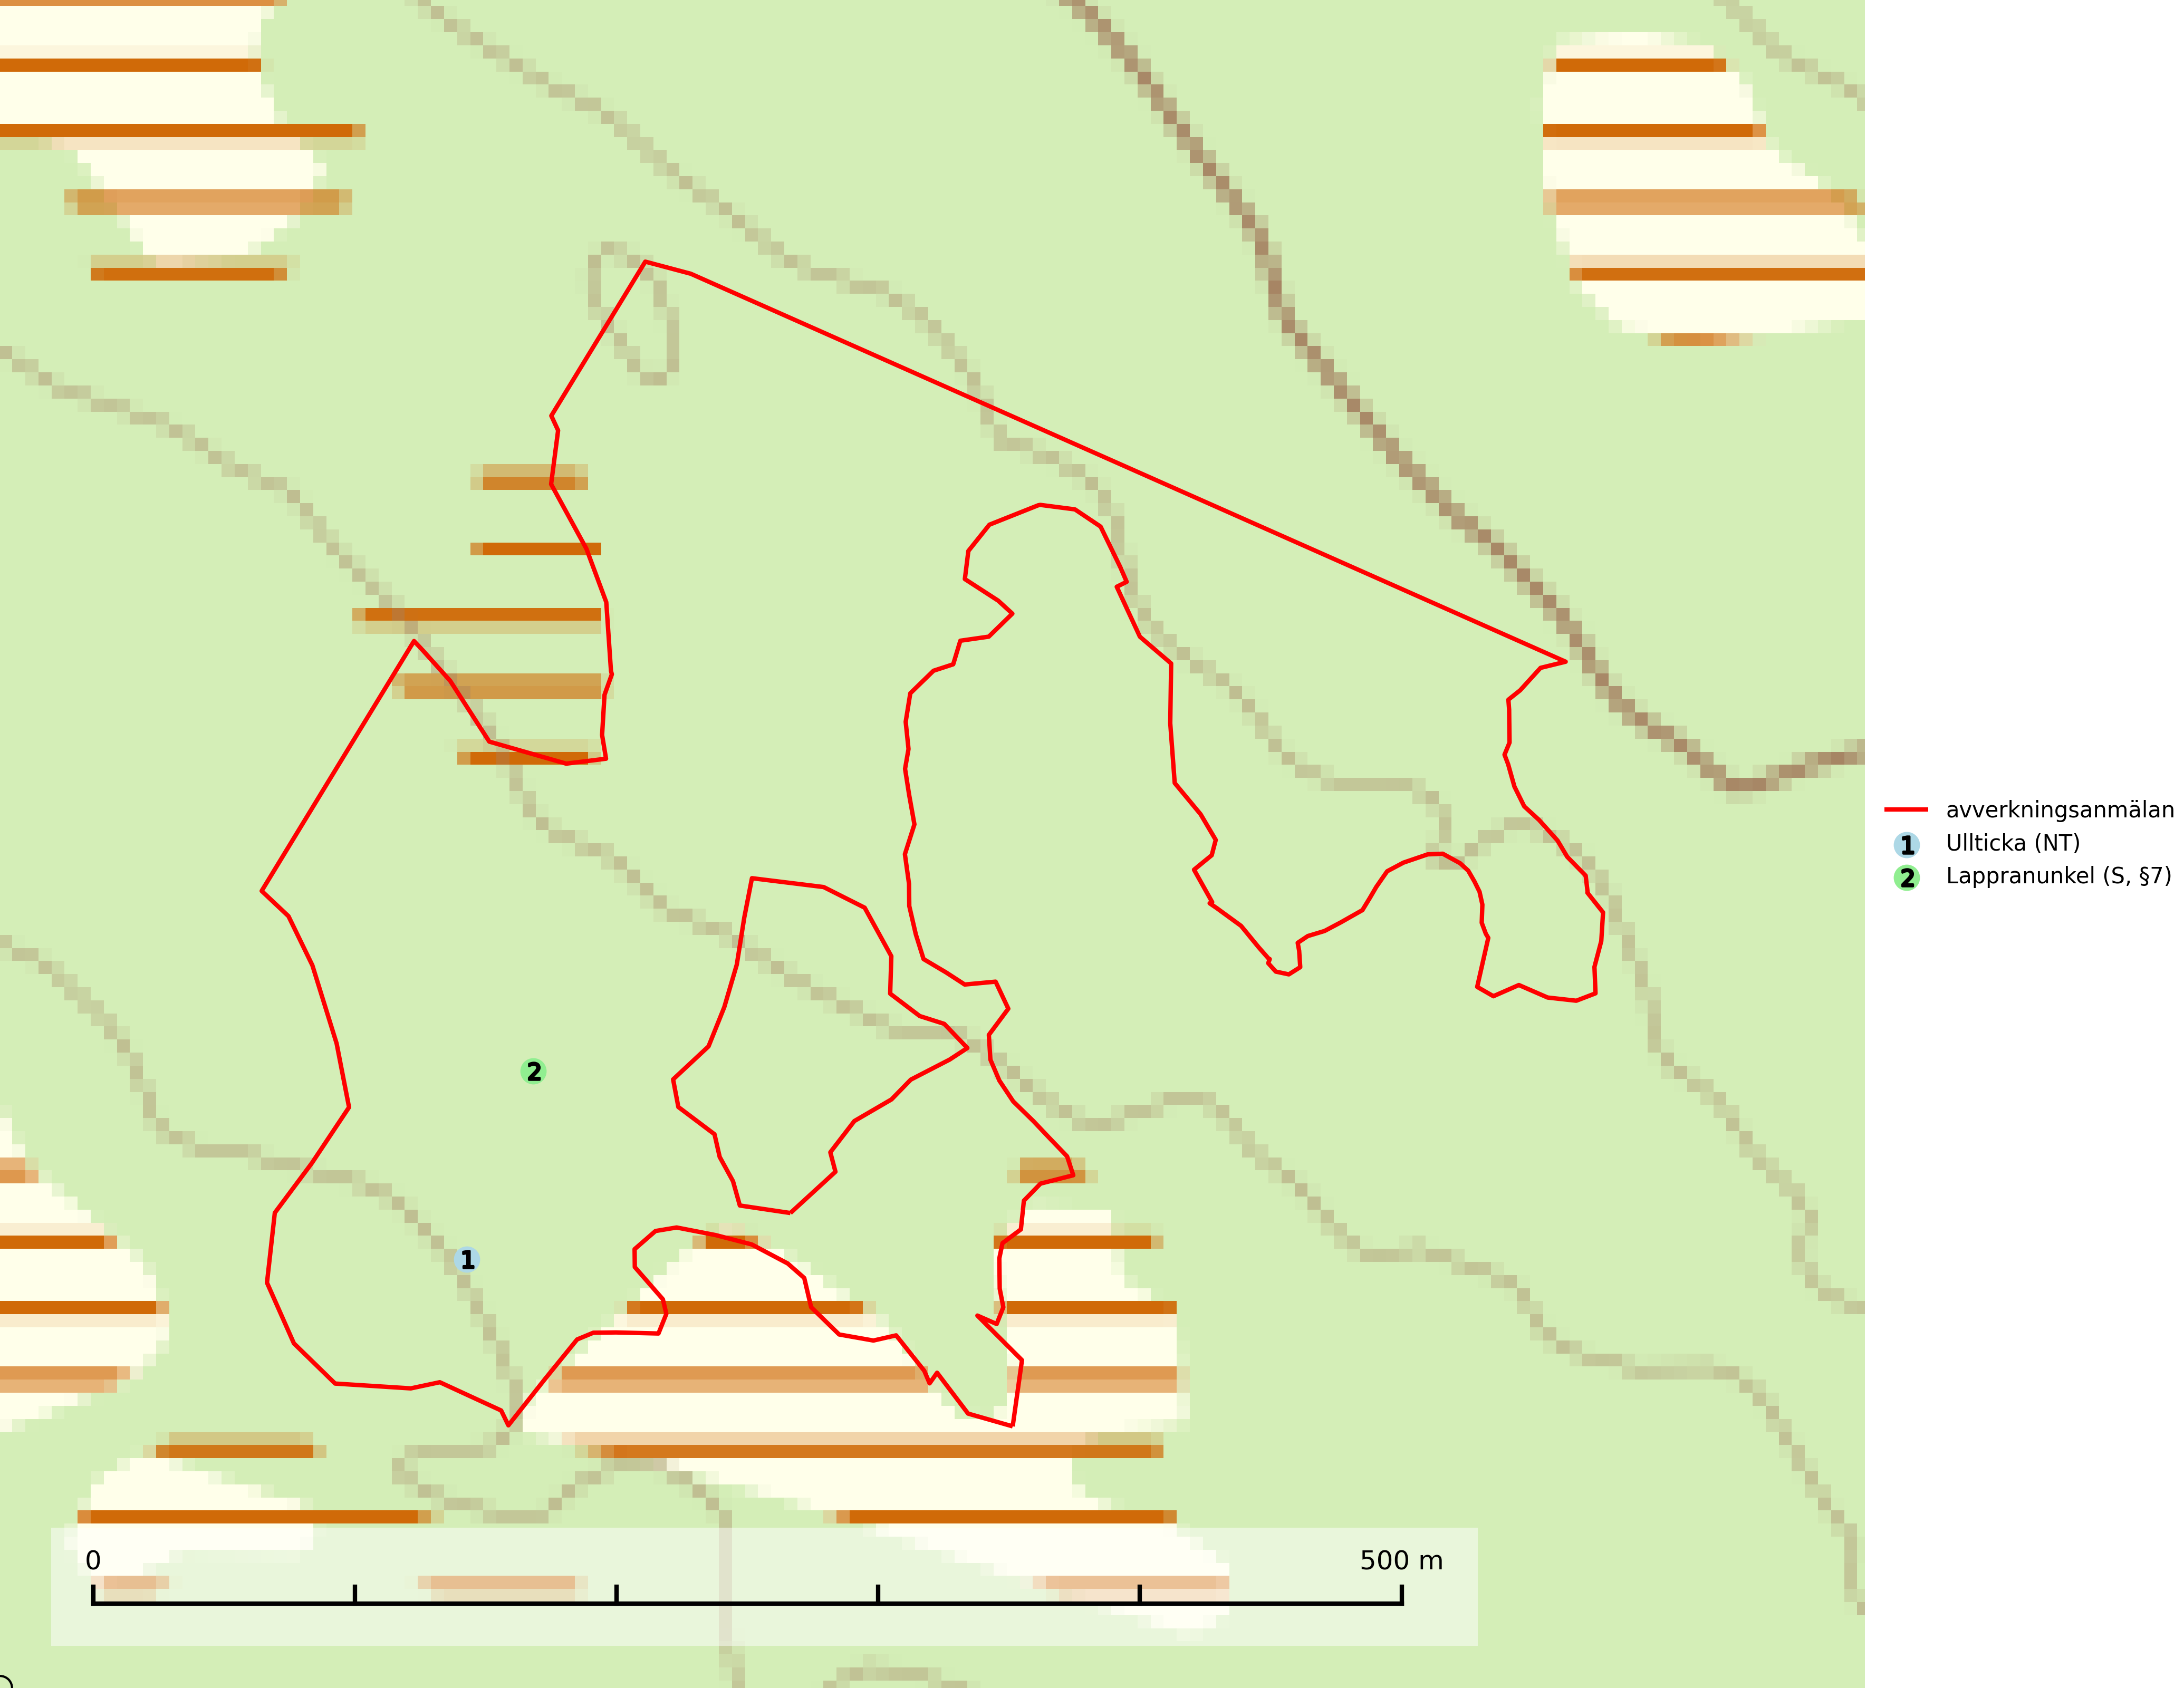 avverkningsanmälan
1 Ullticka (NT)
2 Lappranunkel (S, §7)
2
1
0 500 m